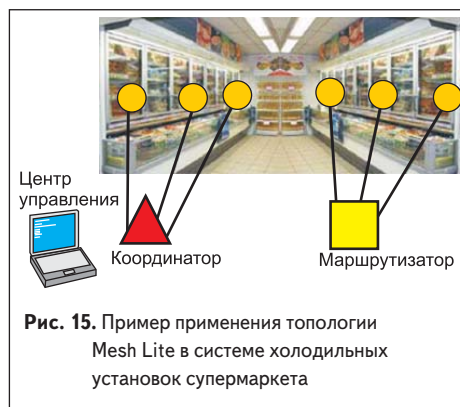 Центр
управления
Координатор
Маршрутизатор
Рис. 15. Пример применения топологии
Mesh Lite в системе холодильных
установок супермаркета